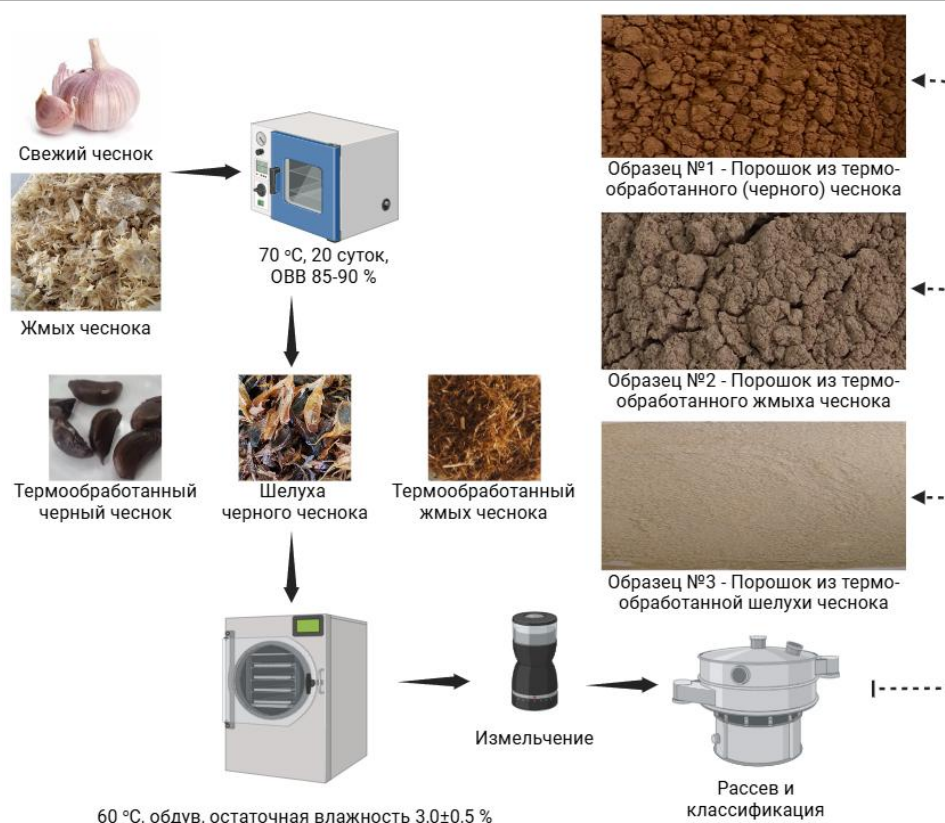 Свежий чеснок
Жмых чеснока
70 °C, 20 суток,
ОВВ 85-90 %
Термообработанный
черный чеснок
Шелуха
черного чеснока
Термообработанный
жмых чеснока
60 °C, обдув, остаточная влажность 3,0±0,5 %
Измельчение
Рассев и
классификация
Образец №1 - Порошок из термо-
обработанного (черного) чеснока
Образец №2 - Порошок из термо-
обработанного жмыха чеснока
Образец №3 - Порошок из термо-
обработанной шелухи чеснока